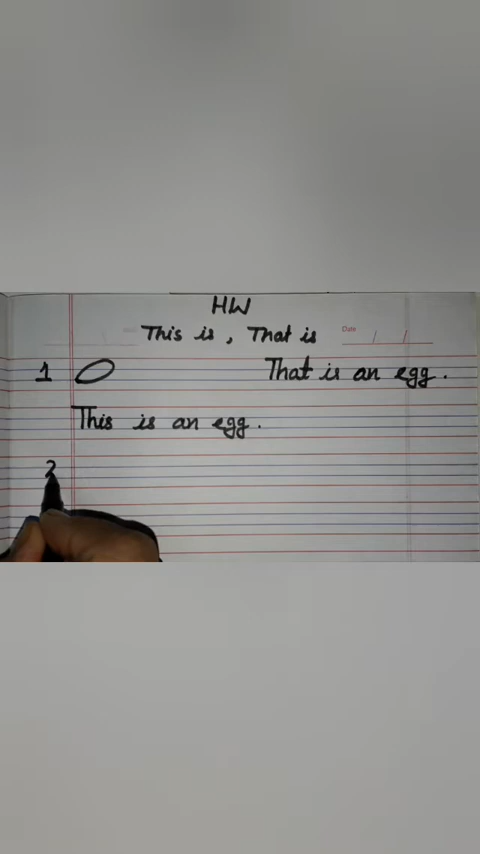 HW
This is, That is
Date / /
1 That is an egg.
This is an egg.
2